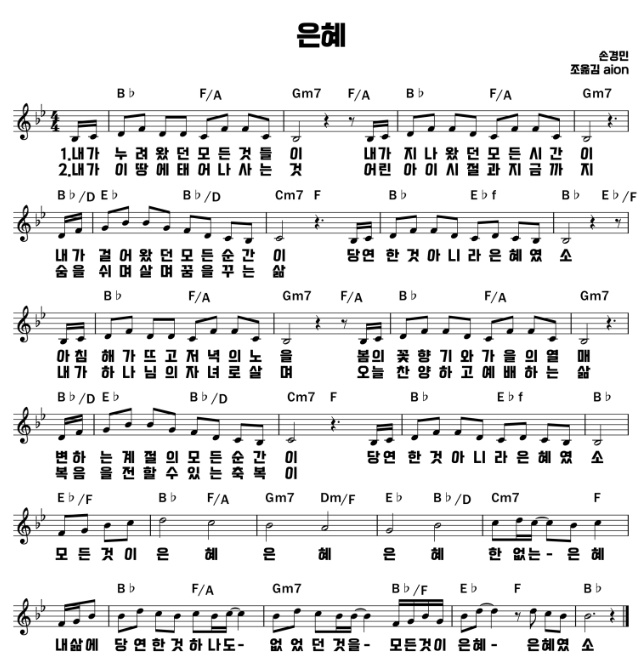 은혜
손경민
조옮김 aion
B♭ F/A Gm7 F/A B♭ F/A Gm7
4 4
1.내가 누려왔던모든것들이 내가 지나왔던모든시간이
2.내가 이땅에태어나사는것 어린 아이시절과지금까지
B♭/D E♭ B♭/D Cm7 F B♭ E♭f B♭ E♭/F
내가 걸어왔던모든순간이 당연한것아니라은혜였소
숨을 쉬며살며꿈을꾸는삶
B♭ F/A Gm7 F/A B♭ F/A Gm7
아침 해가뜨고저녁의노을 봄의 꽃향기와가을의열매
내가 하나님의자녀로살며 오늘 찬양하고예배하는삶
B♭/D E♭ B♭/D Cm7 F B♭ E♭f B♭
변하 는계절의모든순간이 당연한것아니라은혜였소
복음 을전할수있는축복이
E♭/F B♭ F/A Gm7 Dm/F E♭ B♭/D Cm7 F
모든것이 은 혜 은 혜 은 혜 한없는- 은혜
B♭ F/A Gm7 B♭/F E♭ F B♭
내삶에 당연한것하나도- 없었던것을- 모든것이 은혜- 은혜였소